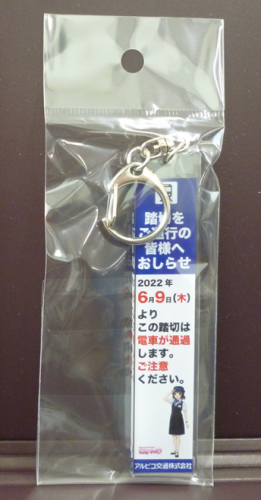 踏切を
ご通行の
皆様へ
おしらせ
2022年
6月9日(木)
より
この踏切は
電車が通過
します。
ご注意
ください。
アルピコ交通株式会社